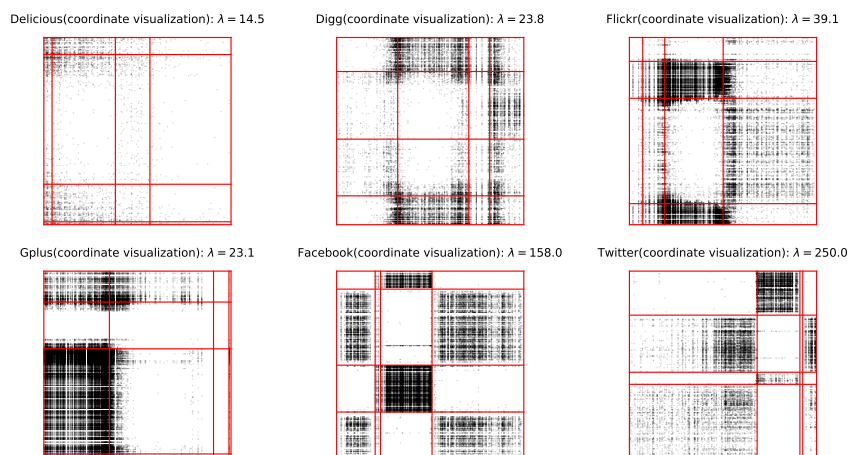 Delicious(coordinate visualization): λ = 14.5
Digg(coordinate visualization): λ = 23.8
Flickr(coordinate visualization): λ = 39.1
Gplus(coordinate visualization): λ = 23.1
Facebook(coordinate visualization): λ = 158.0
Twitter(coordinate visualization): λ = 250.0